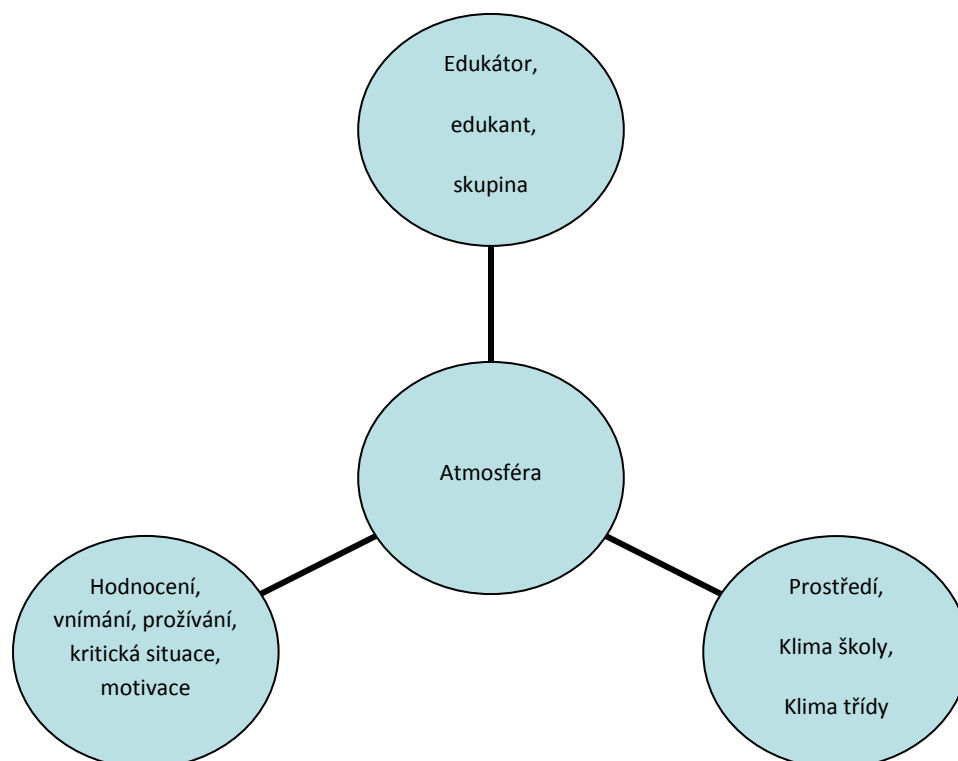 Edukátor,
edukant,
skupina
Atmosféra
Hodnocení,
vnímání, prožívání,
kritická situace,
motivace
Prostředí,
Klima školy,
Klima třídy